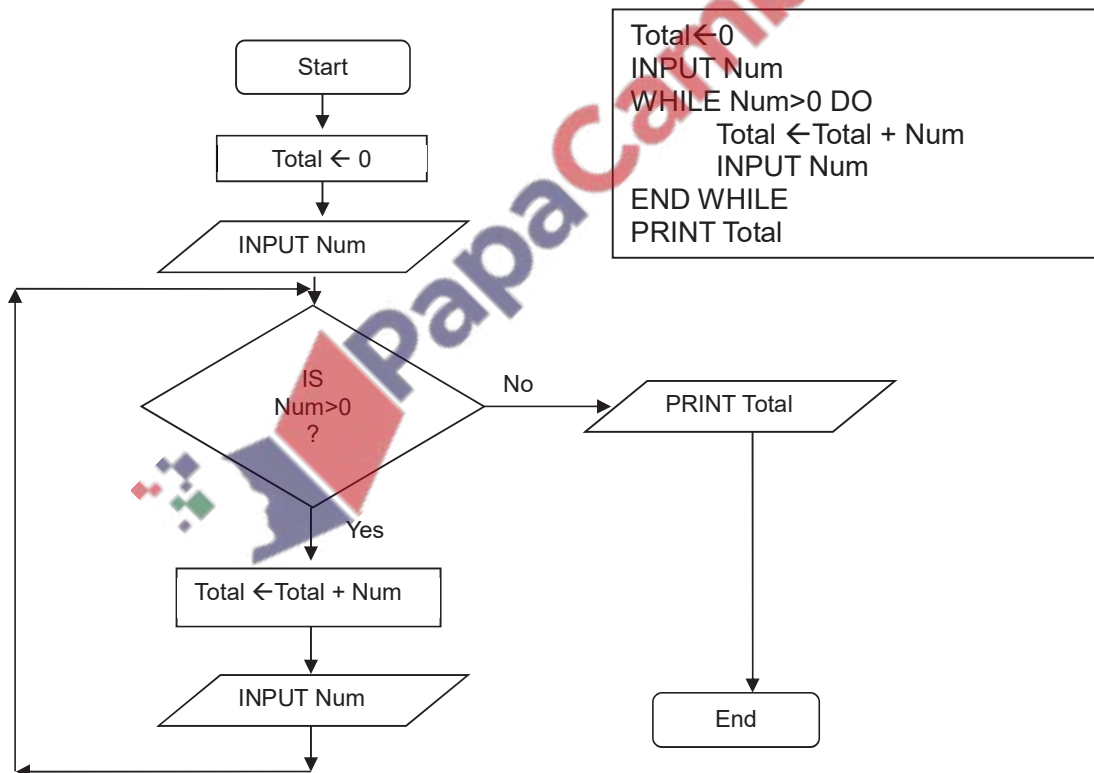 Start
Total ← 0
INPUT Num
IS
Num>0
?
No
PRINT Total
Yes
Total ←Total + Num
INPUT Num
End
Total←0
INPUT Num
WHILE Num>0 DO
Total ←Total + Num
INPUT Num
END WHILE
PRINT Total
PapaCam